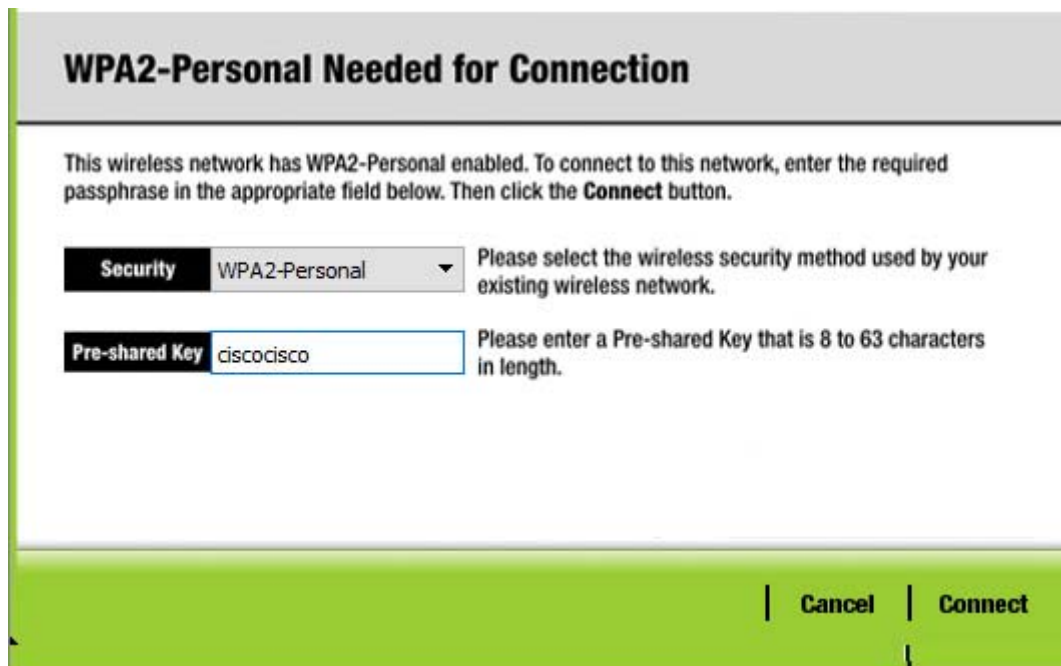 WPA2-Personal Needed for Connection
This wireless network has WPA2-Personal enabled. To connect to this network, enter the required
passphrase in the appropriate field below. Then click the Connect button.
Security WPA2-Personal Please select the wireless security method used by your
existing wireless network.
Pre-shared Key ciscocisco Please enter a Pre-shared Key that is 8 to 63 characters
in length.
Cancel Connect